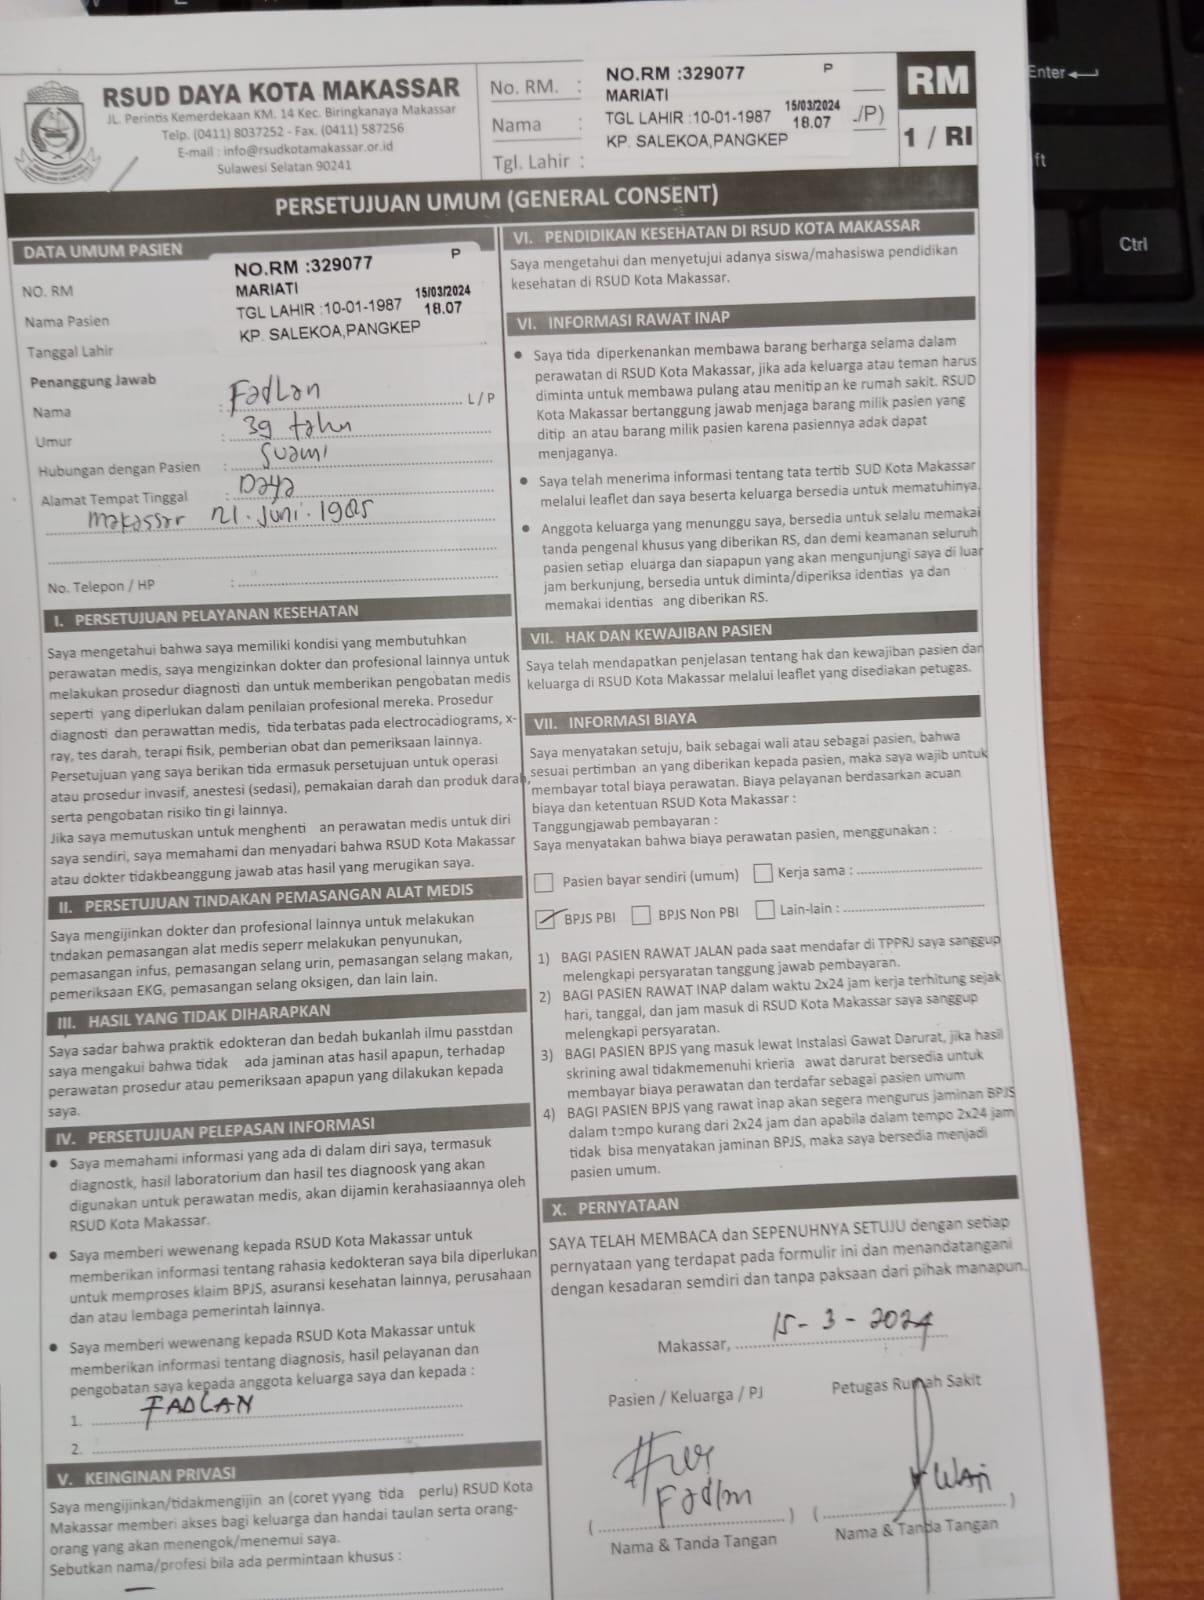 RSUD DAYA KOTA MAKASSAR
JL. Perintis Kemerdekaan KM. 14 Kec. Biringkanaya Makassar
Telp. (0411) 8037252 - Fax. (0411) 587256
E-mail : info@rsudkotamakassar.or.id
Sulawesi Selatan 90241
No. RM. :
Nama :
Tgl. Lahir :
NO.RM :329077 P
MARIATI
TGL LAHIR :10-01-1987 15/03/2024 18.07
KP. SALEKOA,PANGKEP
/P)
RM
1 / RI
PERSETUJUAN UMUM (GENERAL CONSENT)
DATA UMUM PASIEN
NO. RM
Nama Pasien
Tanggal Lahir
NO.RM :329077 P
MARIATI
TGL LAHIR :10-01-1987 15/03/2024 18.07
KP. SALEKOA,PANGKEP
Penanggung Jawab
Nama : Fadlan L / P
Umur : 39 tahun
Hubungan dengan Pasien : Suami
Alamat Tempat Tinggal : Daya
Makassar 21. Juni. 1985
No. Telepon / HP :
I. PERSETUJUAN PELAYANAN KESEHATAN
Saya mengetahui bahwa saya memiliki kondisi yang membutuhkan
perawatan medis, saya mengizinkan dokter dan profesional lainnya untuk
melakukan prosedur diagnosti dan untuk memberikan pengobatan medis
seperti yang diperlukan dalam penilaian profesional mereka. Prosedur
diagnosti dan perawattan medis, tida terbatas pada electrocadiograms, x-
ray, tes darah, terapi fisik, pemberian obat dan pemeriksaan lainnya.
Persetujuan yang saya berikan tida ermasuk persetujuan untuk operasi
atau prosedur invasif, anestesi (sedasi), pemakaian darah dan produk darah,
serta pengobatan risiko tin gi lainnya.
Jika saya memutuskan untuk menghenti an perawatan medis untuk diri
saya sendiri, saya memahami dan menyadari bahwa RSUD Kota Makassar
atau dokter tidakbeanggung jawab atas hasil yang merugikan saya.
II. PERSETUJUAN TINDAKAN PEMASANGAN ALAT MEDIS
Saya mengijinkan dokter dan profesional lainnya untuk melakukan
tndakan pemasangan alat medis seperr melakukan penyunukan,
pemasangan infus, pemasangan selang urin, pemasangan selang makan,
pemeriksaan EKG, pemasangan selang oksigen, dan lain lain.
III. HASIL YANG TIDAK DIHARAPKAN
Saya sadar bahwa praktik edokteran dan bedah bukanlah ilmu passtdan
saya mengakui bahwa tidak ada jaminan atas hasil apapun, terhadap
perawatan prosedur atau pemeriksaan apapun yang dilakukan kepada
saya.
IV. PERSETUJUAN PELEPASAN INFORMASI
• Saya memahami informasi yang ada di dalam diri saya, termasuk
diagnostk, hasil laboratorium dan hasil tes diagnoosk yang akan
digunakan untuk perawatan medis, akan dijamin kerahasiaannya oleh
RSUD Kota Makassar.
• Saya memberi wewenang kepada RSUD Kota Makassar untuk
memberikan informasi tentang rahasia kedokteran saya bila diperlukan
untuk memproses klaim BPJS, asuransi kesehatan lainnya, perusahaan
dan atau lembaga pemerintah lainnya.
• Saya memberi wewenang kepada RSUD Kota Makassar untuk
memberikan informasi tentang diagnosis, hasil pelayanan dan
pengobatan saya kepada anggota keluarga saya dan kepada :
1. FADLAN
2.
V. KEINGINAN PRIVASI
Saya mengijinkan/tidakmengijin an (coret yyang tida perlu) RSUD Kota
Makassar memberi akses bagi keluarga dan handai taulan serta orang-
orang yang akan menengok/menemui saya.
Sebutkan nama/profesi bila ada permintaan khusus :
VI. PENDIDIKAN KESEHATAN DI RSUD KOTA MAKASSAR
Saya mengetahui dan menyetujui adanya siswa/mahasiswa pendidikan
kesehatan di RSUD Kota Makassar.
VI. INFORMASI RAWAT INAP
• Saya tida diperkenankan membawa barang berharga selama dalam
perawatan di RSUD Kota Makassar, jika ada keluarga atau teman harus
diminta untuk membawa pulang atau menitip an ke rumah sakit. RSUD
Kota Makassar bertanggung jawab menjaga barang milik pasien yang
ditip an atau barang milik pasien karena pasiennya adak dapat
menjaganya.
• Saya telah menerima informasi tentang tata tertib SUD Kota Makassar
melalui leaflet dan saya beserta keluarga bersedia untuk mematuhinya.
• Anggota keluarga yang menunggu saya, bersedia untuk selalu memakai
tanda pengenal khusus yang diberikan RS, dan demi keamanan seluruh
pasien setiap eluarga dan siapapun yang akan mengunjungi saya di luar
jam berkunjung, bersedia untuk diminta/diperiksa identias ya dan
memakai identias ang diberikan RS.
VII. HAK DAN KEWAJIBAN PASIEN
Saya telah mendapatkan penjelasan tentang hak dan kewajiban pasien dan
keluarga di RSUD Kota Makassar melalui leaflet yang disediakan petugas.
VII. INFORMASI BIAYA
Saya menyatakan setuju, baik sebagai wali atau sebagai pasien, bahwa
sesuai pertimban an yang diberikan kepada pasien, maka saya wajib untuk
membayar total biaya perawatan. Biaya pelayanan berdasarkan acuan
biaya dan ketentuan RSUD Kota Makassar :
Tanggungjawab pembayaran :
Saya menyatakan bahwa biaya perawatan pasien, menggunakan :
Pasien bayar sendiri (umum) Kerja sama :
BPJS PBI BPJS Non PBI Lain-lain :
1) BAGI PASIEN RAWAT JALAN pada saat mendafar di TPPRJ saya sanggup
melengkapi persyaratan tanggung jawab pembayaran.
2) BAGI PASIEN RAWAT INAP dalam waktu 2x24 jam kerja terhitung sejak
hari, tanggal, dan jam masuk di RSUD Kota Makassar saya sanggup
melengkapi persyaratan.
3) BAGI PASIEN BPJS yang masuk lewat Instalasi Gawat Darurat, jika hasil
skrining awal tidakmemenuhi krieria awat darurat bersedia untuk
membayar biaya perawatan dan terdafar sebagai pasien umum
4) BAGI PASIEN BPJS yang rawat inap akan segera mengurus jaminan BPJS
dalam tempo kurang dari 2x24 jam dan apabila dalam tempo 2x24 jam
tidak bisa menyatakan jaminan BPJS, maka saya bersedia menjadi
pasien umum.
X. PERNYATAAN
SAYA TELAH MEMBACA dan SEPENUHNYA SETUJU dengan setiap
pernyataan yang terdapat pada formulir ini dan menandatangani
dengan kesadaran semdiri dan tanpa paksaan dari pihak manapun.
Makassar, 15 - 3 - 2024
Pasien / Keluarga / PJ Petugas Rumah Sakit
Fadlan
( ) ( )
Nama & Tanda Tangan Nama & Tanda Tangan
Enter
ft
Ctrl